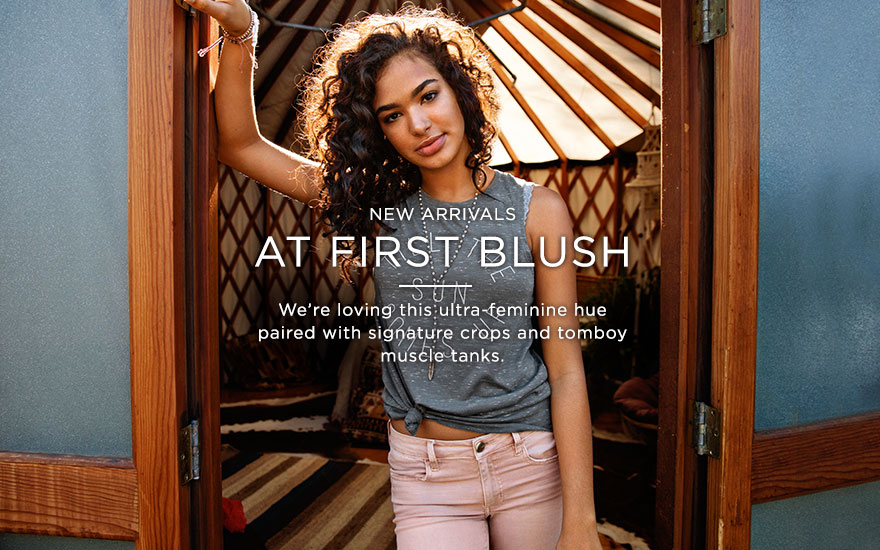 NEW ARRIVALS
AT FIRST BLUSH
We're loving this ultra-feminine hue
paired with signature crops and tomboy
muscle tanks.
SUN